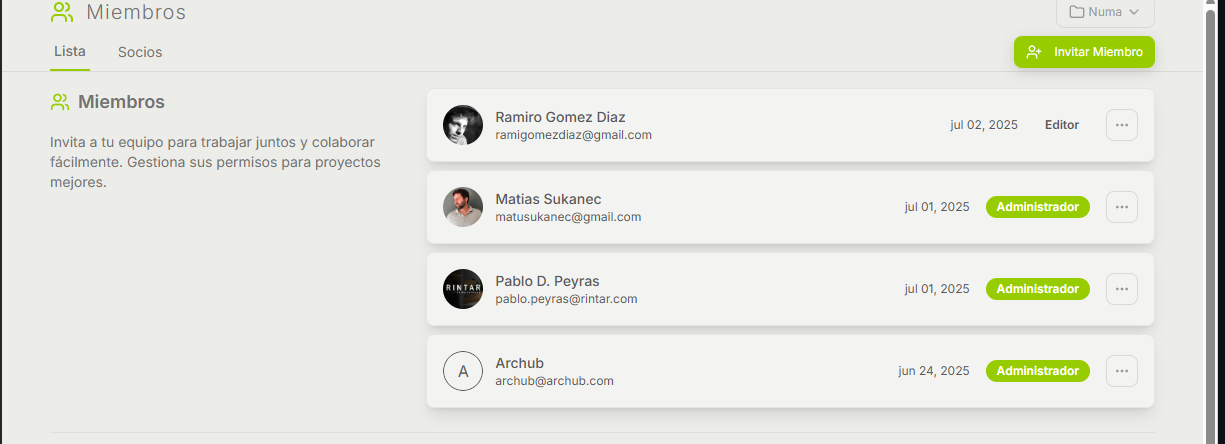 Miembros
Numa
Lista
Socios
Invitar Miembro
Miembros
Invita a tu equipo para trabajar juntos y colaborar
fácilmente. Gestiona sus permisos para proyectos
mejores.
Ramiro Gomez Diaz
ramigomezdiaz@gmail.com
jul 02, 2025
Editor
Matias Sukanec
matusukanec@gmail.com
jul 01, 2025
Administrador
RINTAR
Pablo D. Peyras
pablo.peyras@rintar.com
jul 01, 2025
Administrador
A
Archub
archub@archub.com
jun 24, 2025
Administrador